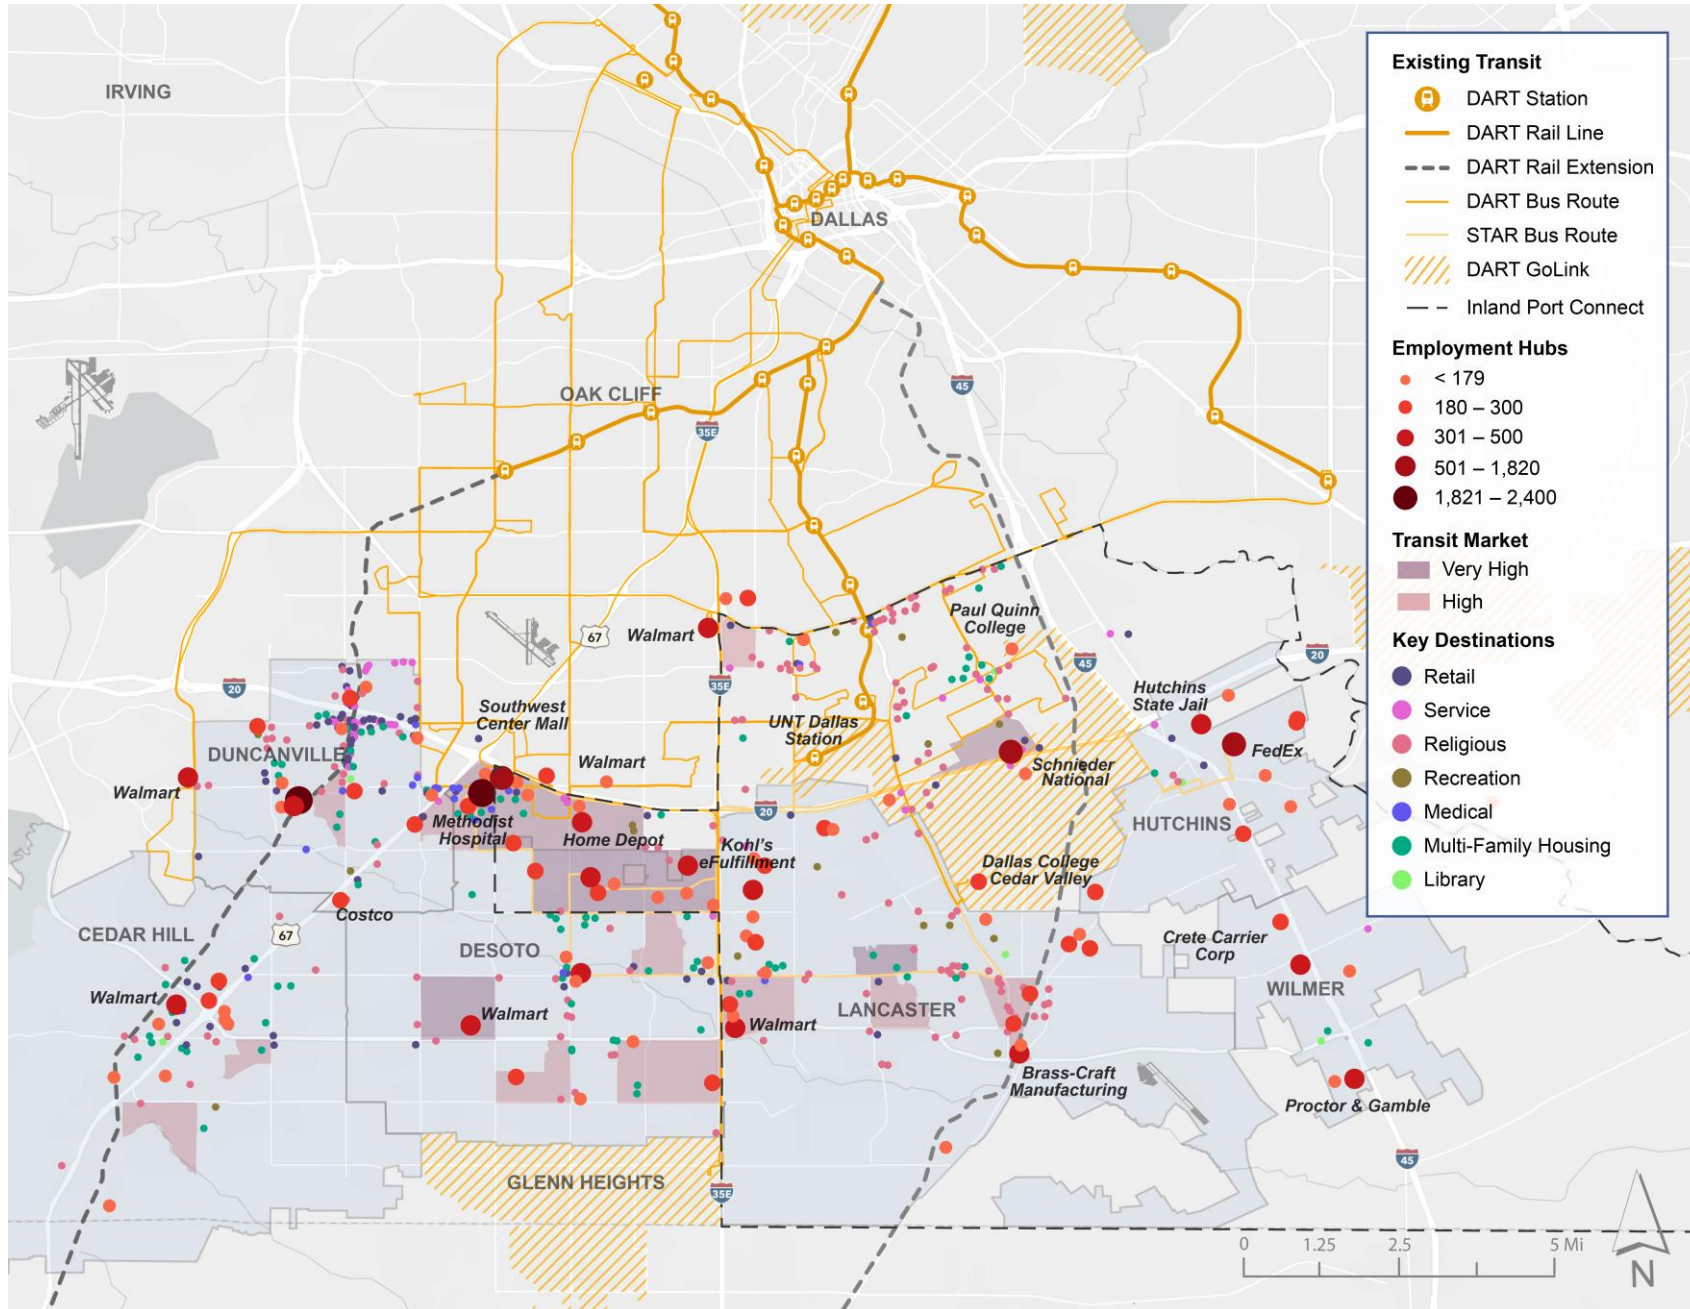 IRVING
DALLAS
OAK CLIFF
45
35E
Existing Transit
DART Station
DART Rail Line
DART Rail Extension
DART Bus Route
STAR Bus Route
DART GoLink
Inland Port Connect
Employment Hubs
< 179
180 – 300
301 – 500
501 – 1,820
1,821 – 2,400
Transit Market
Very High
High
Key Destinations
Retail
Service
Religious
Recreation
Medical
Multi-Family Housing
Library
Paul Quinn
College
Walmart
67
20
45
20
35E
Southwest
Center Mall
Hutchins
State Jail
UNT Dallas
Station
DUNCANVILLE
FedEx
Walmart
Schnieder
National
Walmart
20
Methodist
Hospital
Home Depot
HUTCHINS
Kohl's
eFulfillment
Dallas College
Cedar Valley
Costco
CEDAR HILL
67
DESOTO
Crete Carrier
Corp
WILMER
Walmart
Walmart
Walmart
LANCASTER
Brass-Craft
Manufacturing
Proctor & Gamble
45
GLENN HEIGHTS
35E
0
1.25
2.5
5 Mi
N